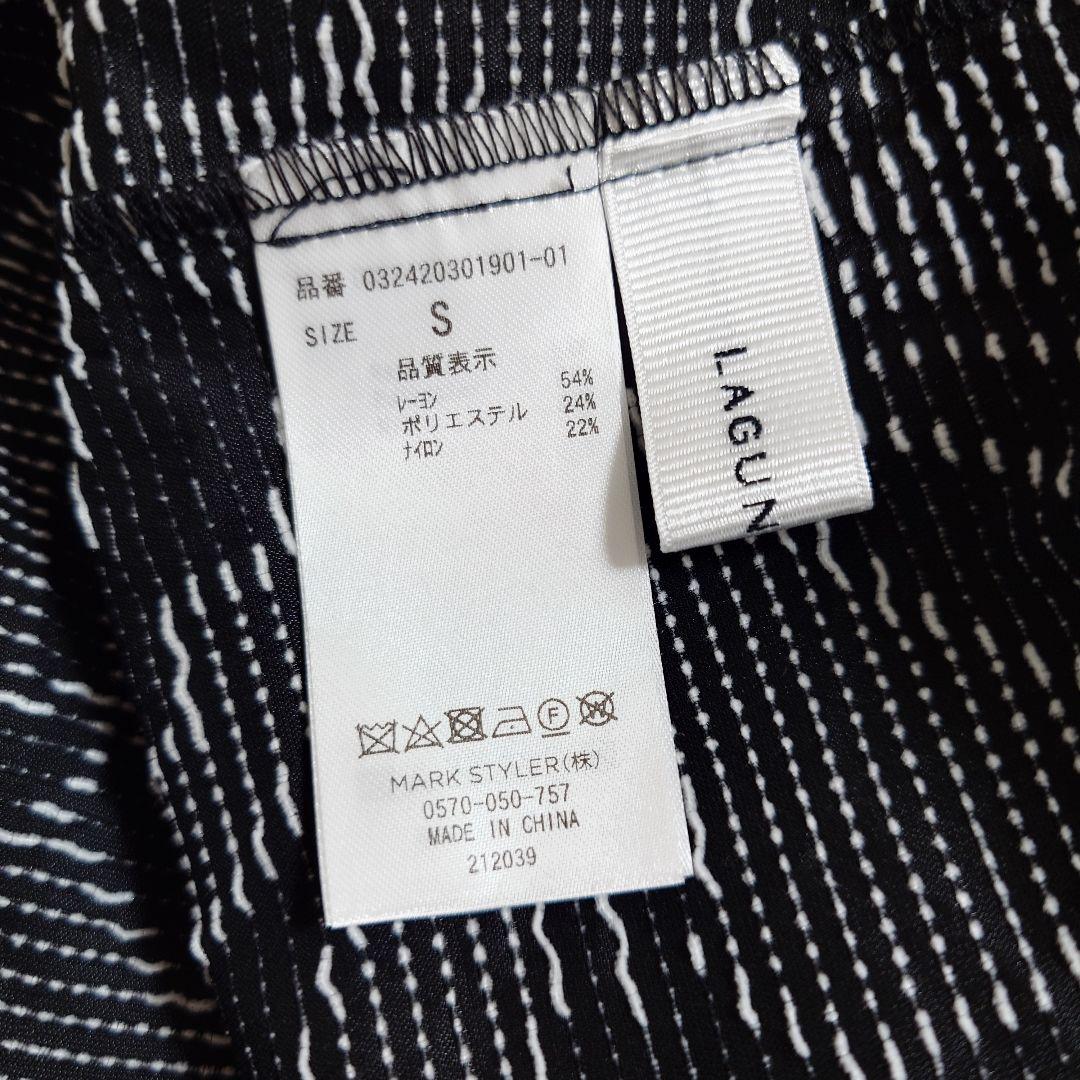 品番 032420301901-01
SIZE S
品質表示
レーヨン 54%
ポリエステル 24%
ナイロン 22%
F
W
MARK STYLER(株)
0570-050-757
MADE IN CHINA
212039
LAGUN